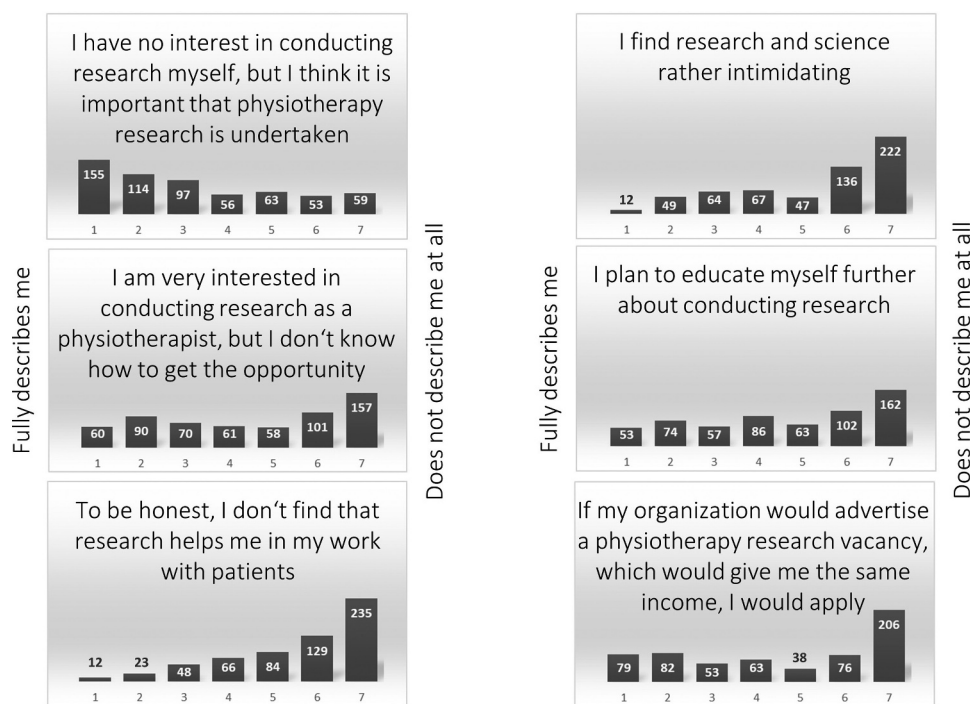 I have no interest in conducting
research myself, but I think it is
important that physiotherapy
research is undertaken
155 114 97 56 63 53 59
1 2 3 4 5 6 7
I am very interested in
conducting research as a
physiotherapist, but I don‘t know
how to get the opportunity
60 90 70 61 58 101 157
1 2 3 4 5 6 7
To be honest, I don‘t find that
research helps me in my work
with patients
12 23 48 66 84 129 235
1 2 3 4 5 6 7
Fully describes me
Does not describe me at all
I find research and science
rather intimidating
12 49 64 67 47 136 222
1 2 3 4 5 6 7
I plan to educate myself further
about conducting research
53 74 57 86 63 102 162
1 2 3 4 5 6 7
If my organization would advertise
a physiotherapy research vacancy,
which would give me the same
income, I would apply
79 82 53 63 38 76 206
1 2 3 4 5 6 7
Fully describes me
Does not describe me at all